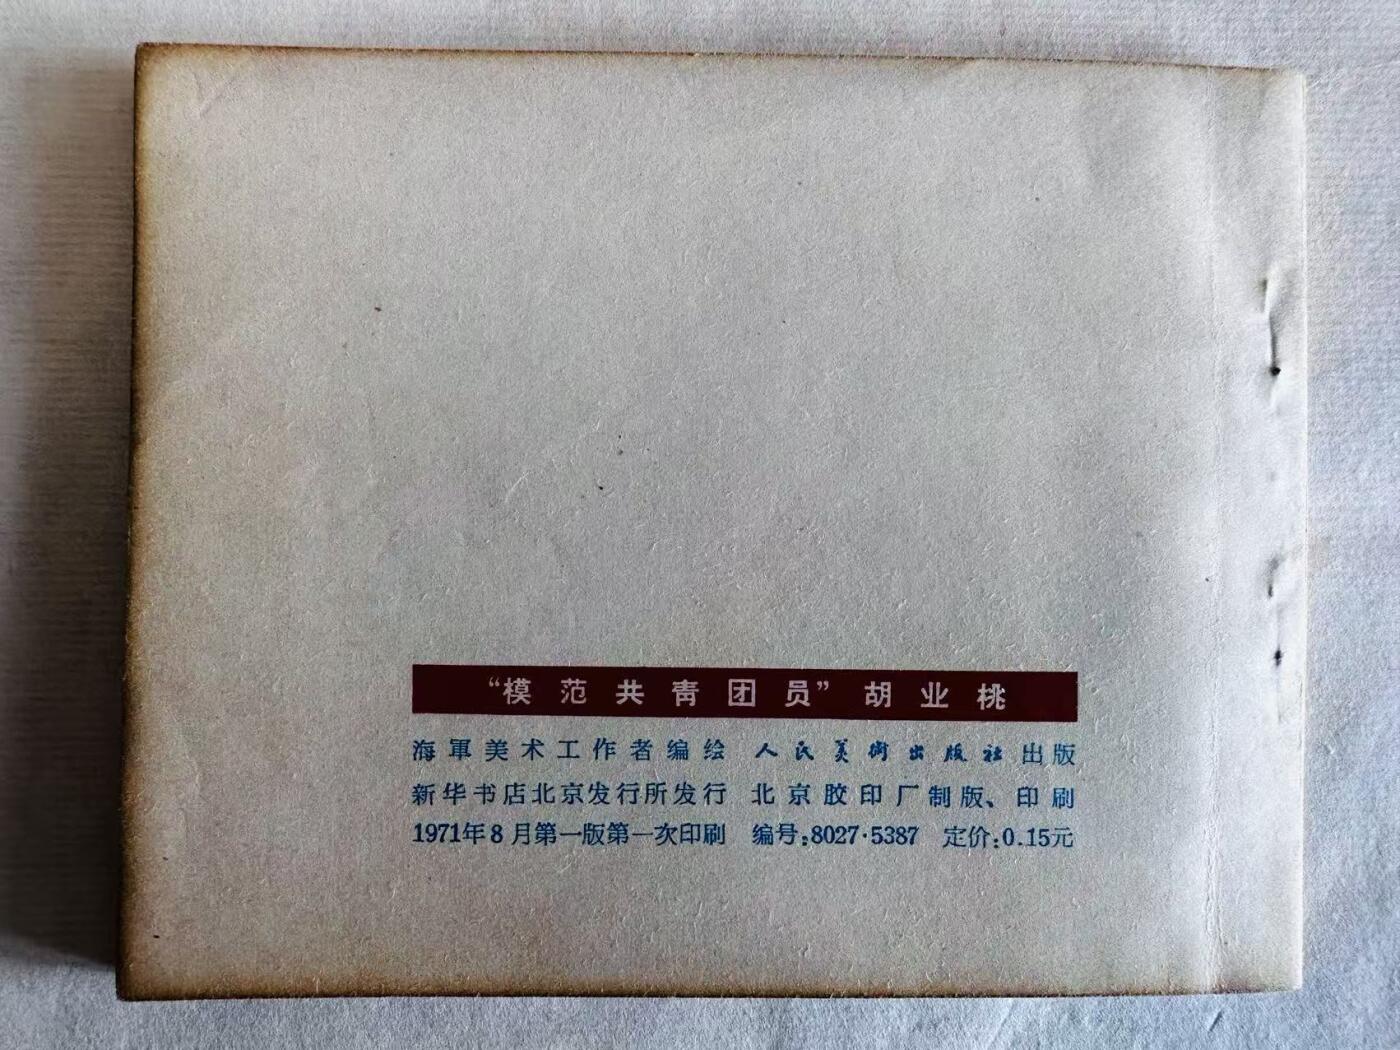 “模范共青团员”胡业桃
海軍美术工作者编绘 人民美術出版社出版
新华书店北京发行所发行 北京胶印厂制版、印刷
1971年8月第一版第一次印刷 编号:8027·5387 定价:0.15元